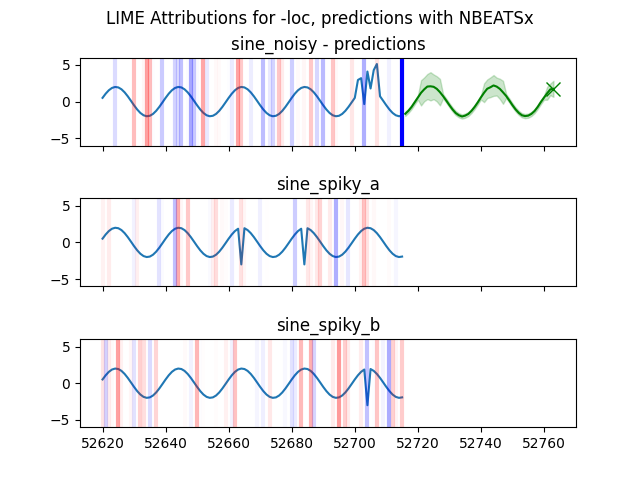 LIME Attributions for -loc, predictions with NBEATSx
sine_noisy - predictions
5
0
−5
sine_spiky_a
5
0
−5
sine_spiky_b
5
0
−5
52620 52640 52660 52680 52700 52720 52740 52760